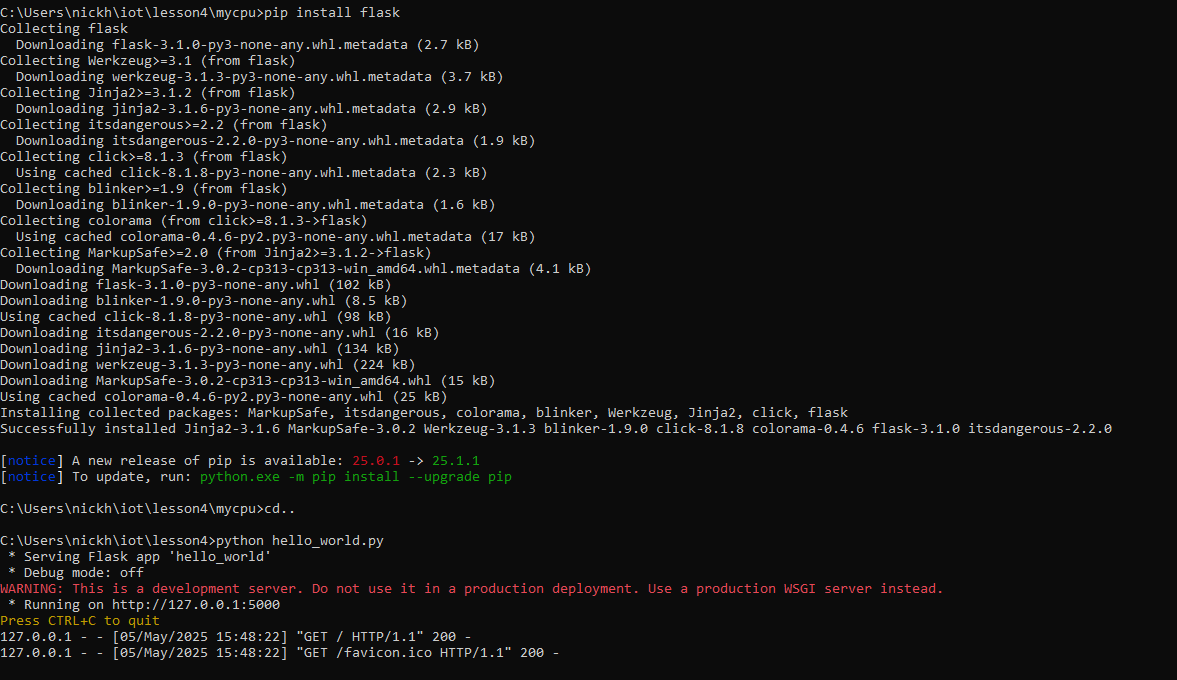 C:\Users\nickh\iot\lesson4\mycpu>pip install flask
Collecting flask
  Downloading flask-3.1.0-py3-none-any.whl.metadata (2.7 kB)
Collecting Werkzeug>=3.1 (from flask)
  Downloading werkzeug-3.1.3-py3-none-any.whl.metadata (3.7 kB)
Collecting Jinja2>=3.1.2 (from flask)
  Downloading jinja2-3.1.6-py3-none-any.whl.metadata (2.9 kB)
Collecting itsdangerous>=2.2 (from flask)
  Downloading itsdangerous-2.2.0-py3-none-any.whl.metadata (1.9 kB)
Collecting click>=8.1.3 (from flask)
  Using cached click-8.1.8-py3-none-any.whl.metadata (2.3 kB)
Collecting blinker>=1.9 (from flask)
  Downloading blinker-1.9.0-py3-none-any.whl.metadata (1.6 kB)
Collecting colorama (from click>=8.1.3->flask)
  Using cached colorama-0.4.6-py2.py3-none-any.whl.metadata (17 kB)
Collecting MarkupSafe>=2.0 (from Jinja2>=3.1.2->flask)
  Downloading MarkupSafe-3.0.2-cp313-cp313-win_amd64.whl.metadata (4.1 kB)
Downloading flask-3.1.0-py3-none-any.whl (102 kB)
Downloading blinker-1.9.0-py3-none-any.whl (8.5 kB)
Using cached click-8.1.8-py3-none-any.whl (98 kB)
Downloading itsdangerous-2.2.0-py3-none-any.whl (16 kB)
Downloading jinja2-3.1.6-py3-none-any.whl (134 kB)
Downloading werkzeug-3.1.3-py3-none-any.whl (224 kB)
Downloading MarkupSafe-3.0.2-cp313-cp313-win_amd64.whl (15 kB)
Using cached colorama-0.4.6-py2.py3-none-any.whl (25 kB)
Installing collected packages: MarkupSafe, itsdangerous, colorama, blinker, Werkzeug, Jinja2, click, flask
Successfully installed Jinja2-3.1.6 MarkupSafe-3.0.2 Werkzeug-3.1.3 blinker-1.9.0 click-8.1.8 colorama-0.4.6 flask-3.1.0 itsdangerous-2.2.0
[notice] A new release of pip is available: 25.0.1 -> 25.1.1
[notice] To update, run: python.exe -m pip install --upgrade pip
C:\Users\nickh\iot\lesson4\mycpu>cd..
C:\Users\nickh\iot\lesson4>python hello_world.py
 * Serving Flask app 'hello_world'
 * Debug mode: off
WARNING: This is a development server. Do not use it in a production deployment. Use a production WSGI server instead.
 * Running on http://127.0.0.1:5000
Press CTRL+C to quit
127.0.0.1 - - [05/May/2025 15:48:22] "GET / HTTP/1.1" 200 -
127.0.0.1 - - [05/May/2025 15:48:22] "GET /favicon.ico HTTP/1.1" 200 -